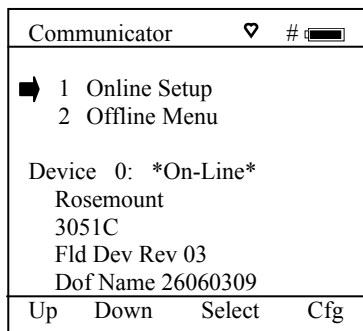 Communicator ♡ #
1 Online Setup
2 Offline Menu
Device 0: *On-Line*
Rosemount
3051C
Fld Dev Rev 03
Dof Name 26060309
Up Down Select Cfg